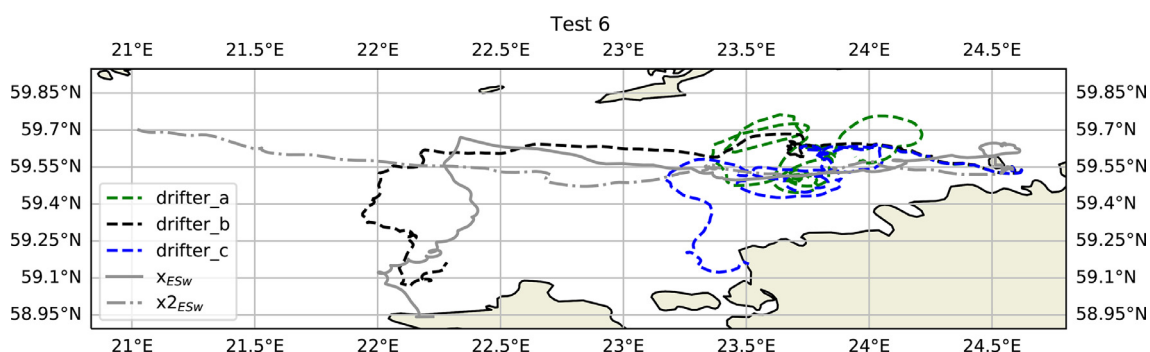 Test 6
21°E 21.5°E 22°E 22.5°E 23°E 23.5°E 24°E 24.5°E
59.85°N 59.85°N
59.7°N 59.7°N
59.55°N 59.55°N
59.4°N 59.4°N
59.25°N 59.25°N
59.1°N 59.1°N
58.95°N 58.95°N
drifter_a
drifter_b
drifter_c
x_ESw
x2_ESw
21°E 21.5°E 22°E 22.5°E 23°E 23.5°E 24°E 24.5°E